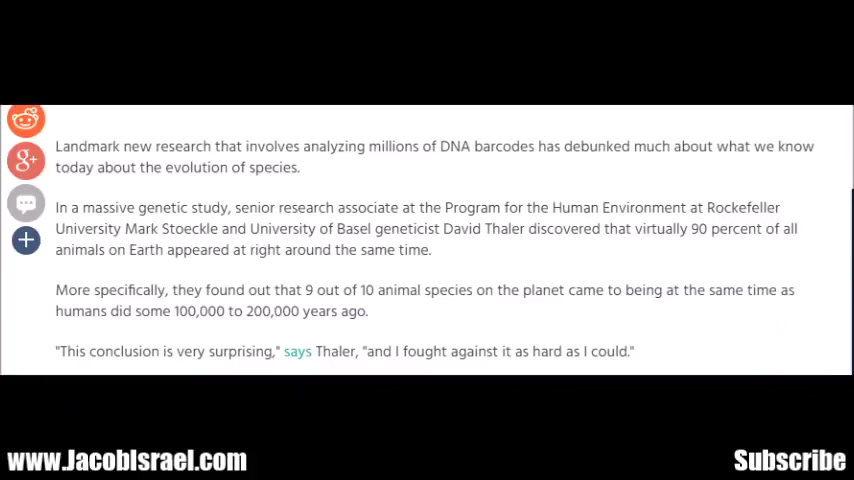 Landmark new research that involves analyzing millions of DNA barcodes has debunked much about what we know
today about the evolution of species.
g+
In a massive genetic study, senior research associate at the Program for the Human Environment at Rockefeller
University Mark Stoeckle and University of Basel geneticist David Thaler discovered that virtually 90 percent of all
animals on Earth appeared at right around the same time.
More specifically, they found out that 9 out of 10 animal species on the planet came to being at the same time as
humans did some 100,000 to 200,000 years ago.
"This conclusion is very surprising," says Thaler, "and I fought against it as hard as I could."
www.JacobIsrael.com
Subscribe